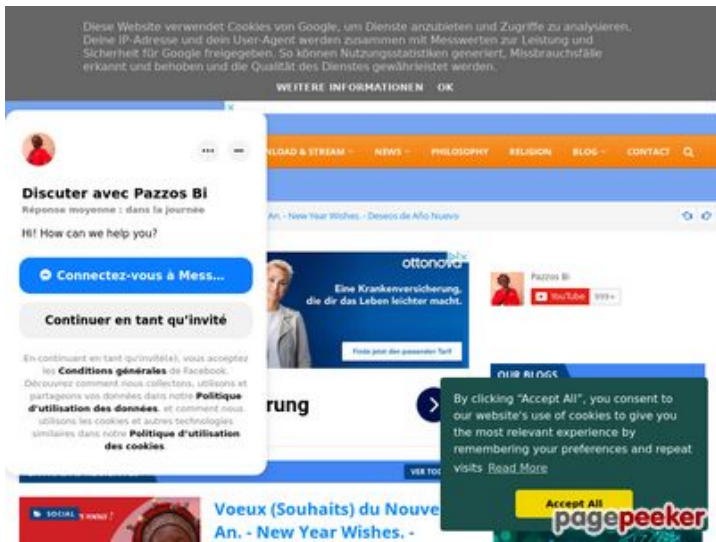 Diese Website verwendet Cookies von Google, um Dienste anzubieten und Zugriffe zu analysieren.
Deine IP-Adresse und dein User-Agent werden zusammen mit Messwerten zur Leistung und
Sicherheit für Google freigegeben. So können Nutzungsstatistiken generiert, Missbrauchsfälle
erkannt und behoben und die Qualität des Dienstes gewährleistet werden.
WEITERE INFORMATIONEN OK
& STREAM NEWS PHILOSOPHY RELIGION BLOG CONTACT
Discuter avec Pazzos Bi
Réponse moyenne : dans la journée
Hi! How can we help you?
Connectez-vous à Mess...
Continuer en tant qu'invité
En continuant en tant qu'invité(e), vous acceptez
les Conditions générales de Facebook.
Découvrez comment nous collectons, utilisons et
partageons vos données dans notre Politique
d'utilisation des données, et comment nous
utilisons les cookies et autres technologies
similaires dans notre Politique d'utilisation
des cookies.
An. - New Year Wishes. - Deseos de Año Nuevo
ottonova
Eine Krankenversicherung,
die dir das Leben leichter macht.
Finde jetzt den passenden Tarif
rung
Pazzos Bi
YouTube 999+
OUR BLOGS
By clicking "Accept All", you consent to
our website's use of cookies to give you
the most relevant experience by
remembering your preferences and repeat
visits Read More
Accept All
VER
SOCIAL
Voeux (Souhaits) du Nouve
An. - New Year Wishes. -
pagepeeker